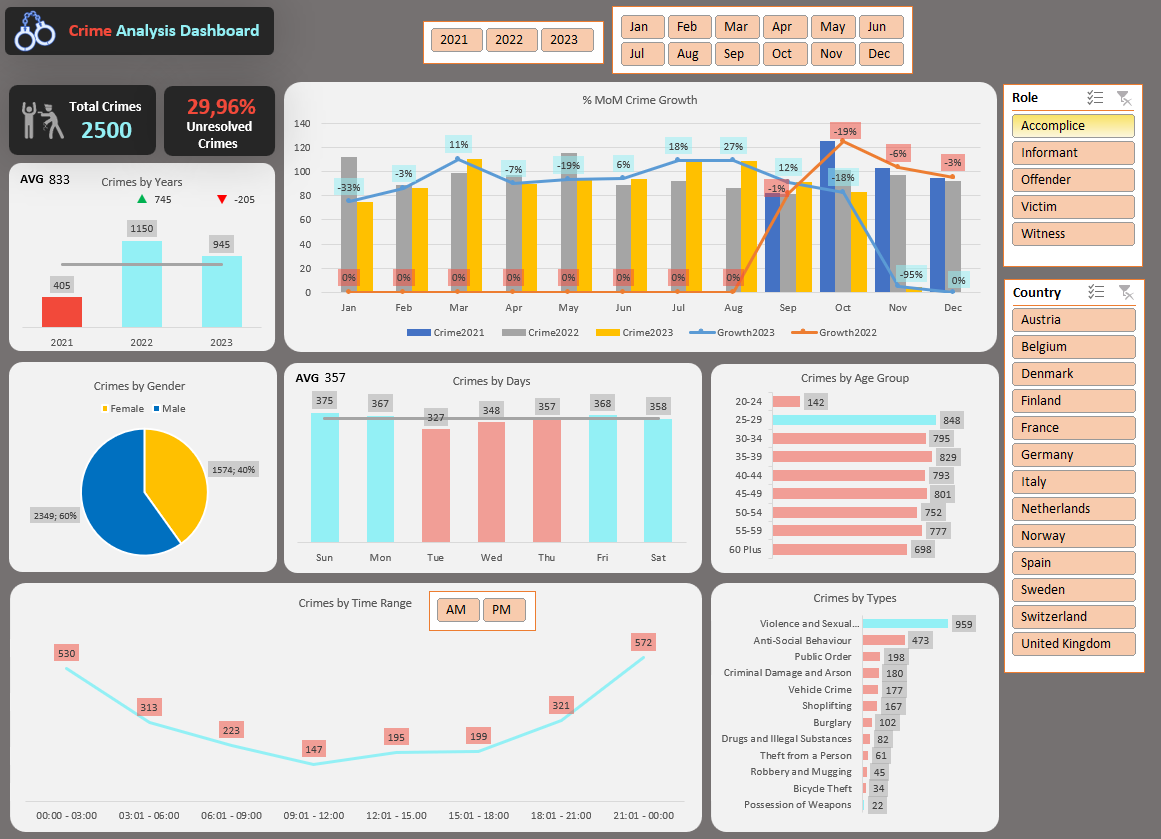 Crime Analysis Dashboard
2021 2022 2023
Jan Feb Mar Apr May Jun
Jul Aug Sep Oct Nov Dec
Total Crimes
2500
29,96%
Unresolved
Crimes
AVG 833
Crimes by Years
745 -205
1150
945
405
2021 2022 2023
% MoM Crime Growth
140
120
100
80
60
40
20
0
-33% -3% 11% -7% -19% 6% 18% 27% 12% -18% -95% 0%
0% 0% 0% 0% 0% 0% 0% 0% -1% -19% -6% -3%
Jan Feb Mar Apr May Jun Jul Aug Sep Oct Nov Dec
Crime2021 Crime2022 Crime2023 Growth2023 Growth2022
Role
Accomplice
Informant
Offender
Victim
Witness
Country
Austria
Belgium
Denmark
Finland
France
Germany
Italy
Netherlands
Norway
Spain
Sweden
Switzerland
United Kingdom
Crimes by Gender
Female Male
1574; 40%
2349; 60%
AVG 357
Crimes by Days
375 367 327 348 357 368 358
Sun Mon Tue Wed Thu Fri Sat
Crimes by Age Group
20-24 142
25-29 848
30-34 795
35-39 829
40-44 793
45-49 801
50-54 752
55-59 777
60 Plus 698
Crimes by Time Range
AM PM
530 313 223 147 195 199 321 572
00:00 - 03:00 03:01 - 06:00 06:01 - 09:00 09:01 - 12:00 12:01 - 15.00 15:01 - 18:00 18:01 - 21:00 21:01 - 00:00
Crimes by Types
Violence and Sexual... 959
Anti-Social Behaviour 473
Public Order 198
Criminal Damage and Arson 180
Vehicle Crime 177
Shoplifting 167
Burglary 102
Drugs and Illegal Substances 82
Theft from a Person 61
Robbery and Mugging 45
Bicycle Theft 34
Possession of Weapons 22